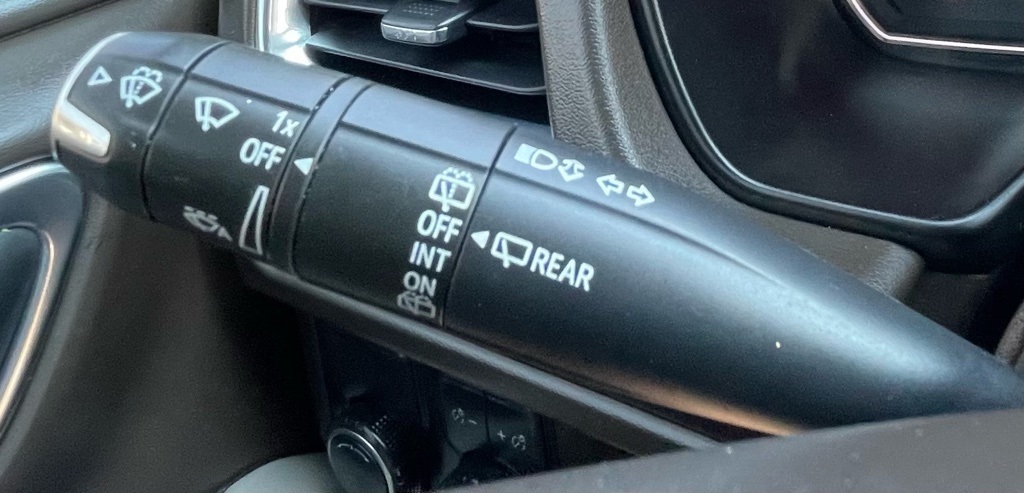 1x
OFF
OFF
INT
ON
REAR